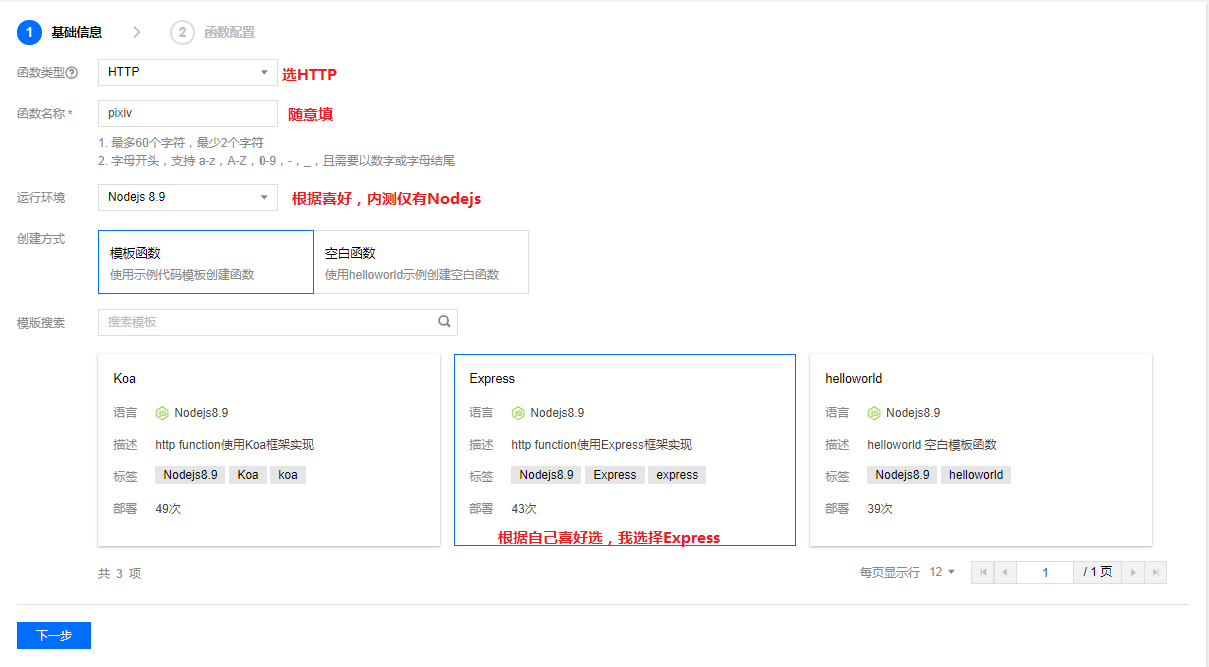 1 基础信息 2 函数配置
函数类型 HTTP 选HTTP
函数名称 * pixiv 随意填
1. 最多60个字符，最少2个字符
2. 字母开头，支持 a-z，A-Z，0-9，-，_，且需要以数字或字母结尾
运行环境 Nodejs 8.9 根据喜好，内测仅有Nodejs
创建方式
模板函数 空白函数
使用示例代码模板创建函数 使用helloworld示例创建空白函数
模版搜索 搜索模板
Koa Express helloworld
语言 Nodejs8.9 语言 Nodejs8.9 语言 Nodejs8.9
描述 http function使用Koa框架实现 描述 http function使用Express框架实现 描述 helloworld 空白模板函数
标签 Nodejs8.9 Koa koa 标签 Nodejs8.9 Express express 标签 Nodejs8.9 helloworld
部署 49次 部署 43次 部署 39次
根据自己喜好选，我选择Express
共 3 项 每页显示行 12 1 / 1 页
下一步